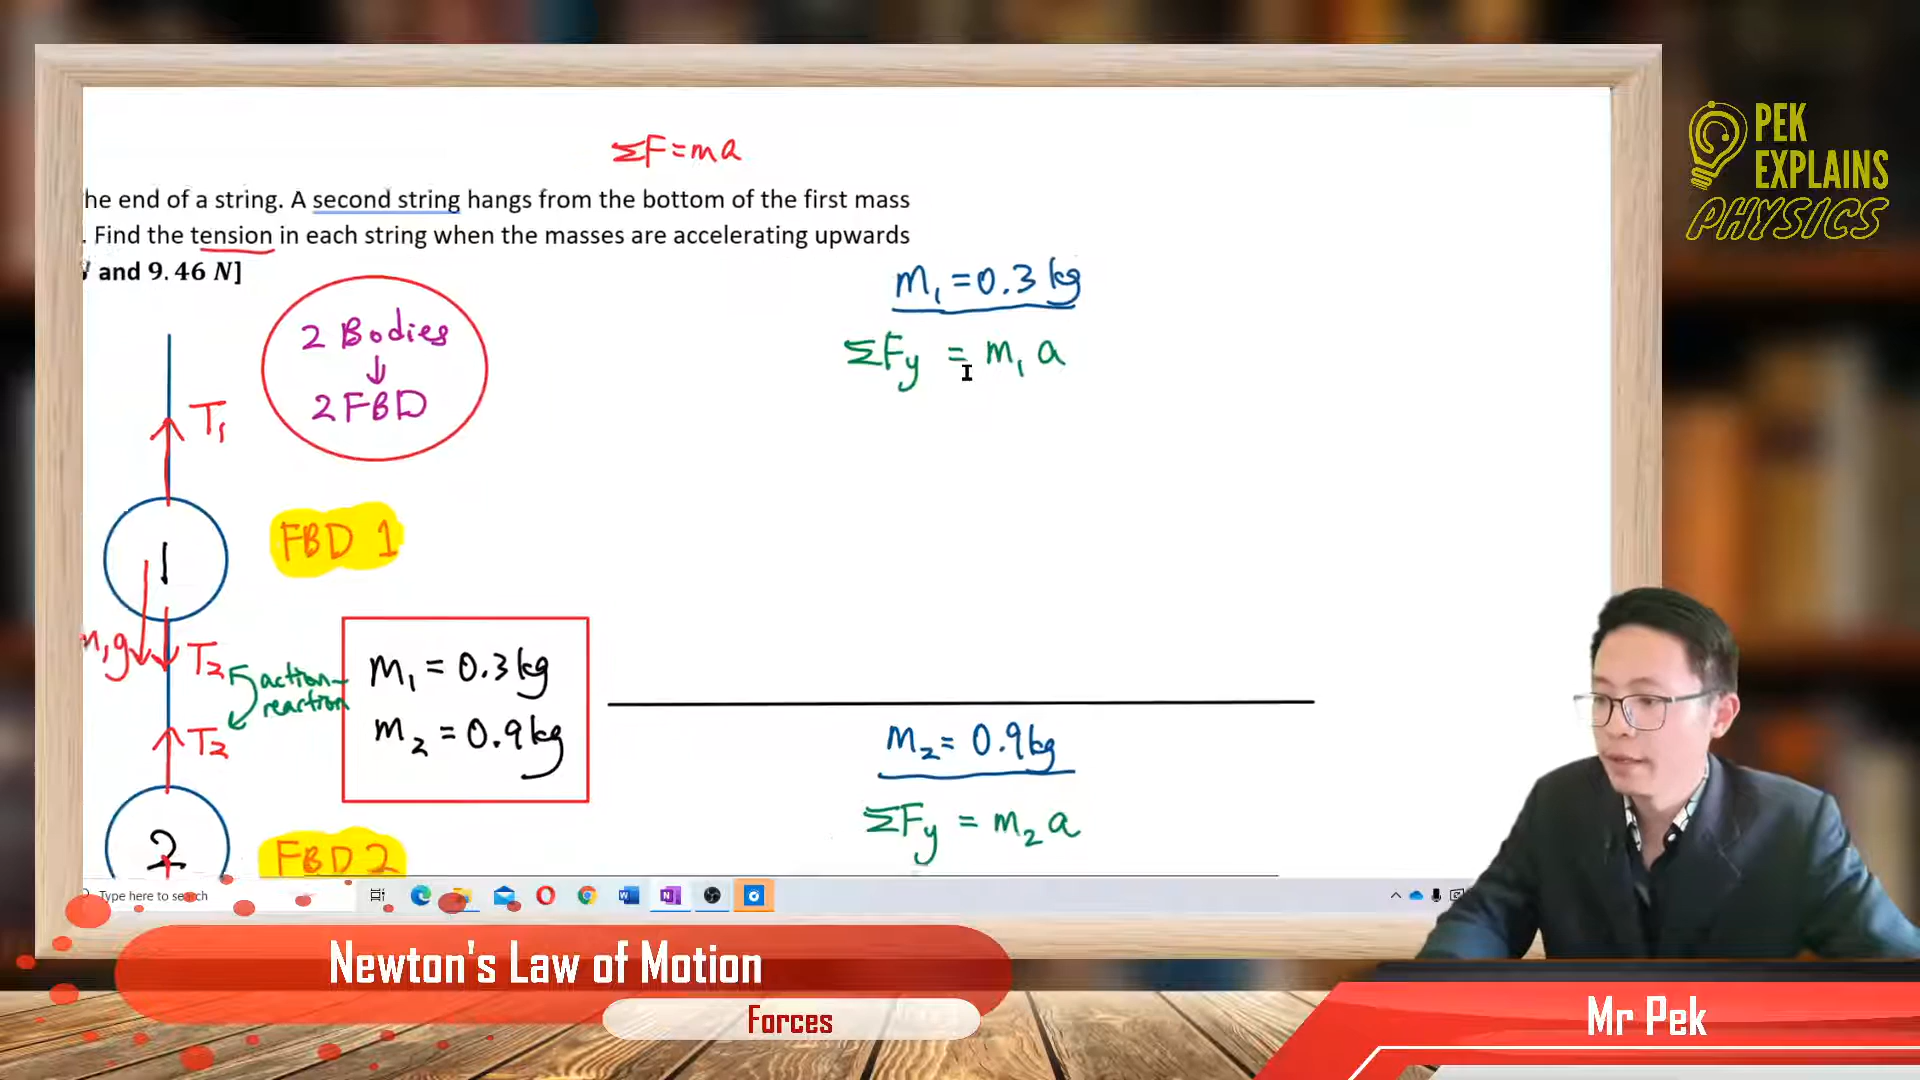 ΣF=ma
he end of a string. A second string hangs from the bottom of the first mass
. Find the tension in each string when the masses are accelerating upwards
and 9.46 N]
PEK
EXPLAINS
PHYSICS
2 Bodies
↓
2 FBD
m₁ = 0.3 kg
ΣFy = m₁ a
T₁
1
FBD 1
m₁g
T₂
action-
reaction
T₂
m₁ = 0.3 kg
m₂ = 0.9 kg
m₂ = 0.9 kg
ΣFy = m₂ a
2
FBD 2
Type here to search
Newton's Law of Motion
Forces
Mr Pek